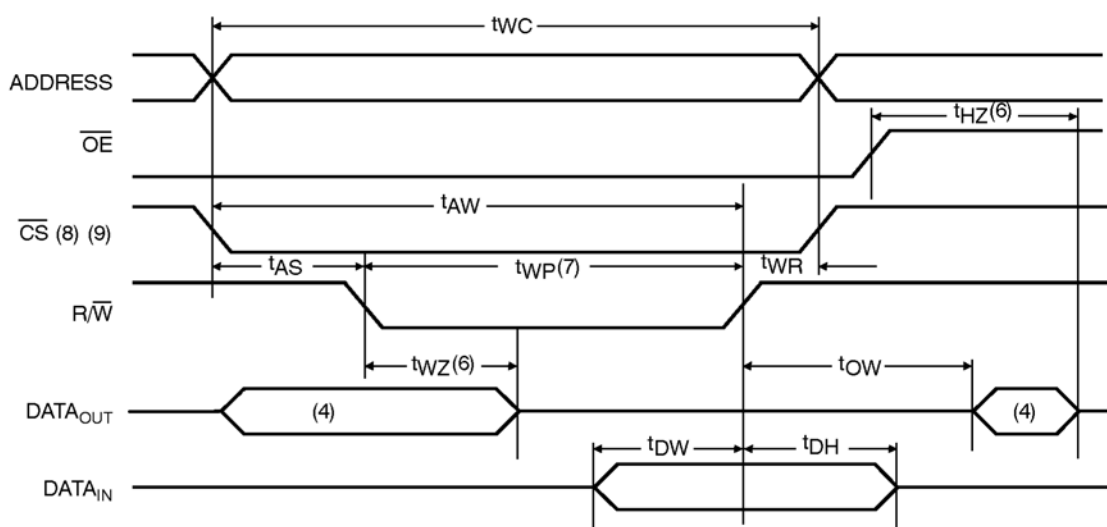 tWC
ADDRESS
tHZ(6)
OE
tAW
CS (8) (9)
tAS
tWP(7)
tWR
R/W
tWZ(6)
tOW
DATAOUT
(4)
(4)
tDW
tDH
DATAIN